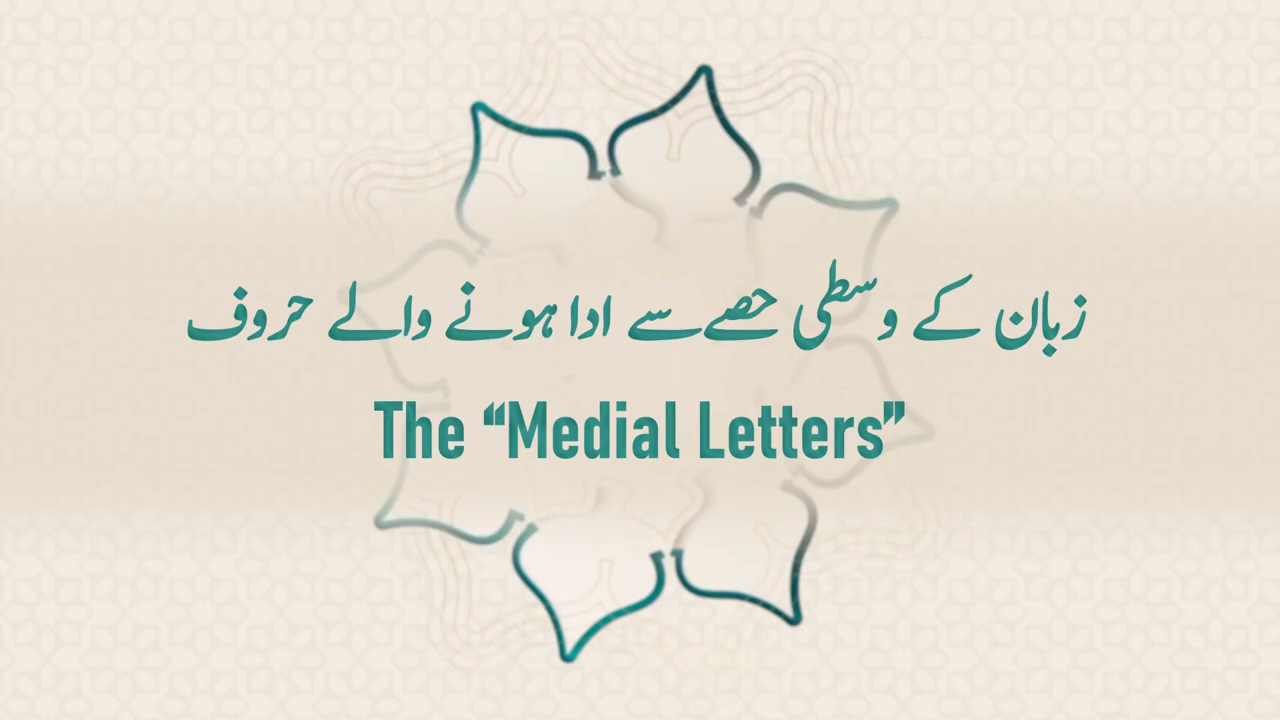 زبان کے وسطی حصے سے ادا ہونے والے حروف
The “Medial Letters”